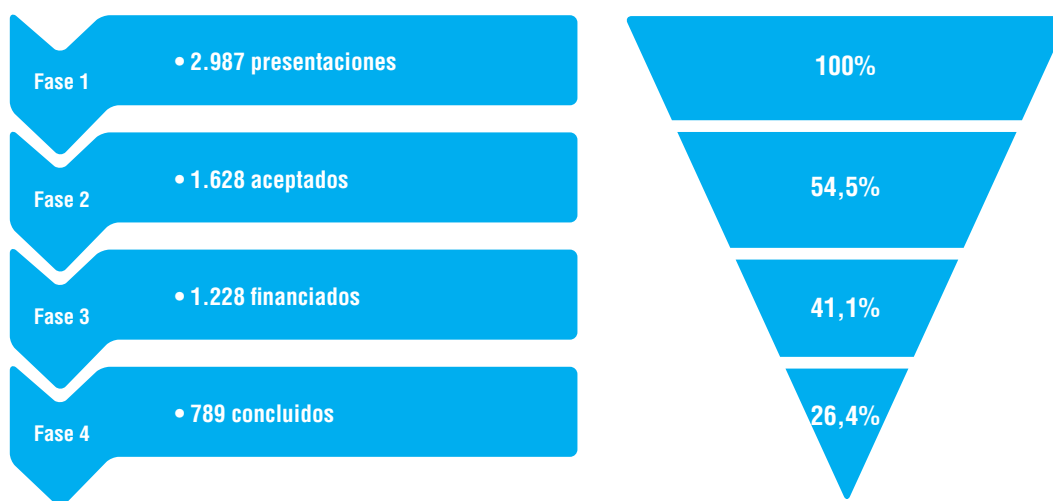 Fase 1
• 2.987 presentaciones
100%
Fase 2
• 1.628 aceptados
54,5%
Fase 3
• 1.228 financiados
41,1%
Fase 4
• 789 concluidos
26,4%